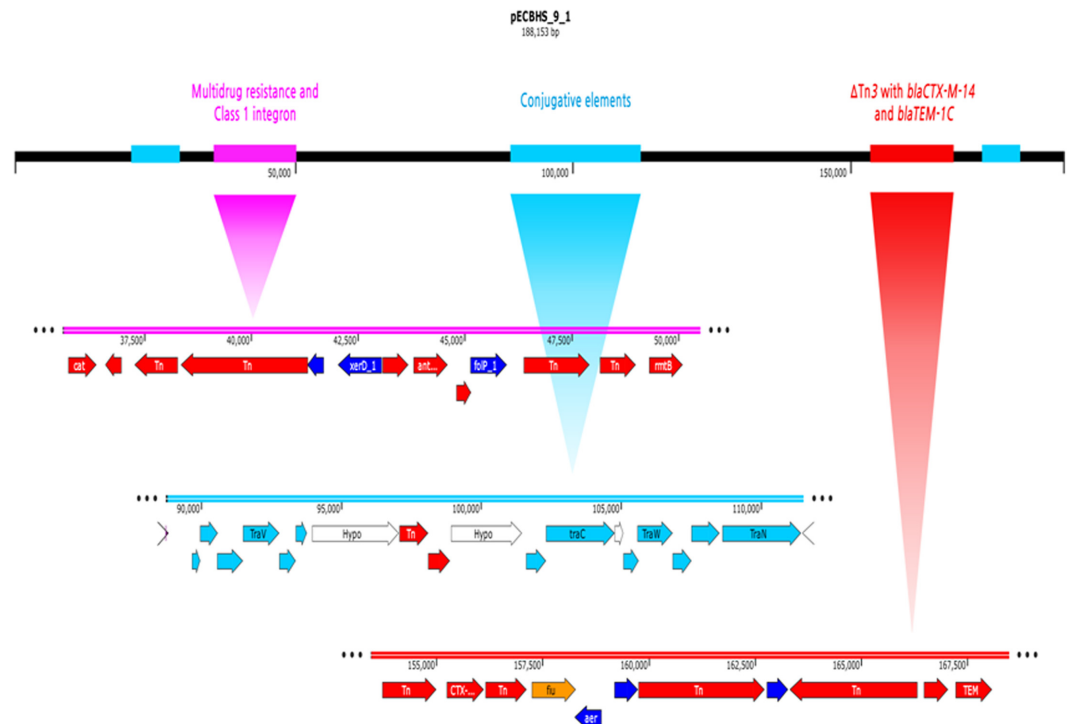 pECBHS_9_1
188,153 bp
Multidrug resistance and
Class 1 integron
Conjugative elements
ΔTn3 with blaCTX-M-14
and blaTEM-1C
50,000
100,000
150,000
37,500
40,000
42,500
45,000
47,500
50,000
cat
Tn
Tn
xerD_1
ant...
folP_1
Tn
Tn
rmtB
90,000
95,000
100,000
105,000
110,000
TraV
Hypo
Tn
Hypo
traC
TraW
TraN
155,000
157,500
160,000
162,500
165,000
167,500
Tn
CTX-...
Tn
fiu
Tn
Tn
TEM
aer